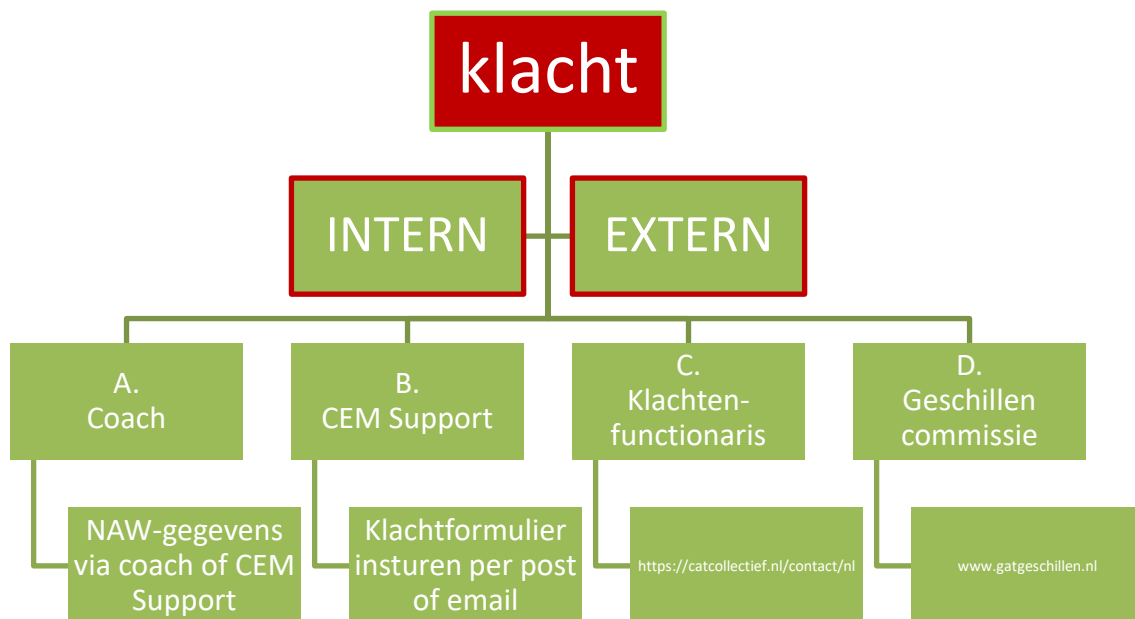 klacht
INTERN
EXTERN
A.
Coach
B.
CEM Support
C.
Klachten-
functionaris
D.
Geschillen
commissie
NAW-gegevens
via coach of CEM
Support
Klachtformulier
insturen per post
of email
https://catcollectief.nl/contact/nl
www.gatgeschillen.nl